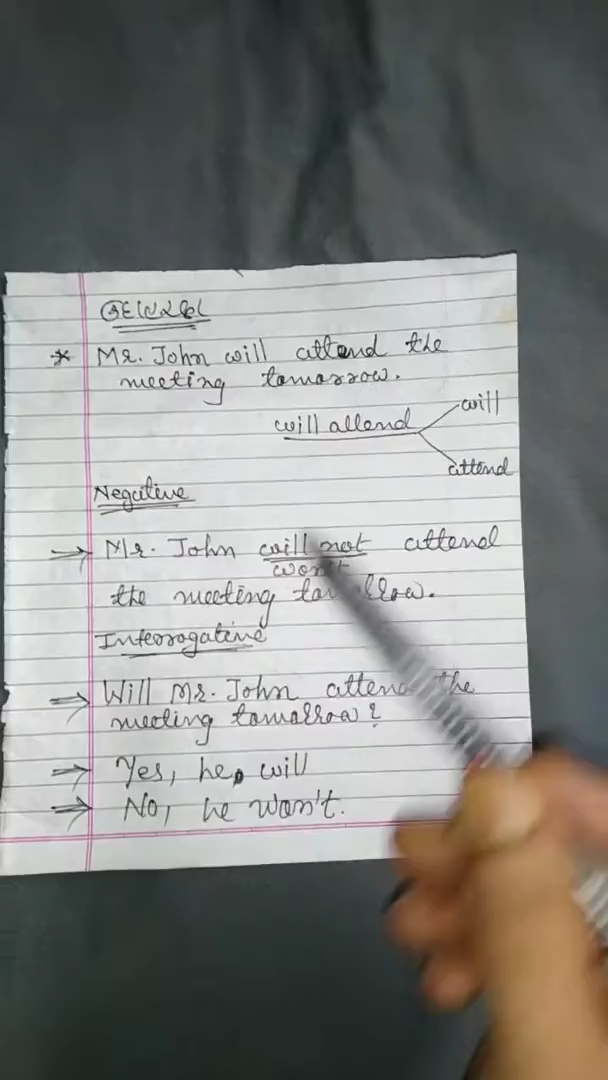 * Mr. John will attend the
meeting tomorrow.
will attend
will
attend
Negative
⇒ Mr. John will not attend
won't
the meeting tomorrow.
Interrogative
⇒ Will Mr. John attend the
meeting tomorrow?
⇒ Yes, he, will
⇒ No, he won't.